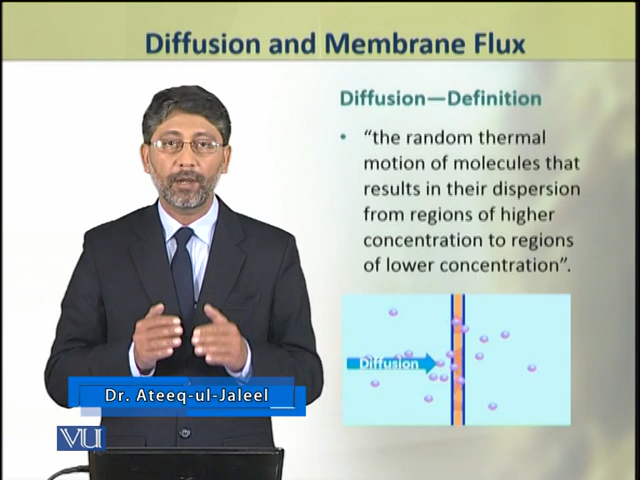 Diffusion and Membrane Flux
Diffusion—Definition
• “the random thermal
motion of molecules that
results in their dispersion
from regions of higher
concentration to regions
of lower concentration”.
Diffusion
Dr. Ateeq-ul-Jaleel
VU